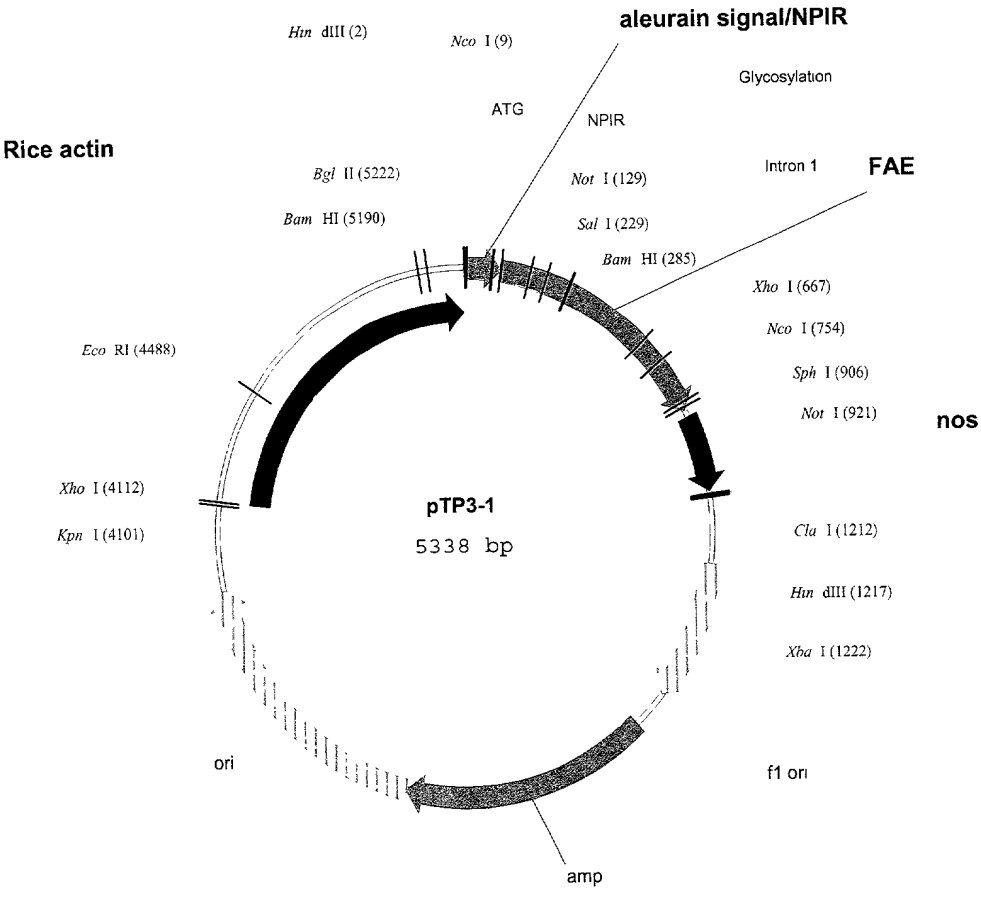 aleurain signal/NPIR
Hin dIII (2)
Nco I (9)
Glycosylation
ATG
NPIR
Rice actin
Intron 1
FAE
Bgl II (5222)
Not I (129)
Bam HI (5190)
Sal I (229)
Bam HI (285)
Xho I (667)
Nco I (754)
Eco RI (4488)
Sph I (906)
Not I (921)
nos
Xho I (4112)
pTP3-1
Kpn I (4101)
5338 bp
Cla I (1212)
Hin dIII (1217)
Xba I (1222)
ori
f1 ori
amp